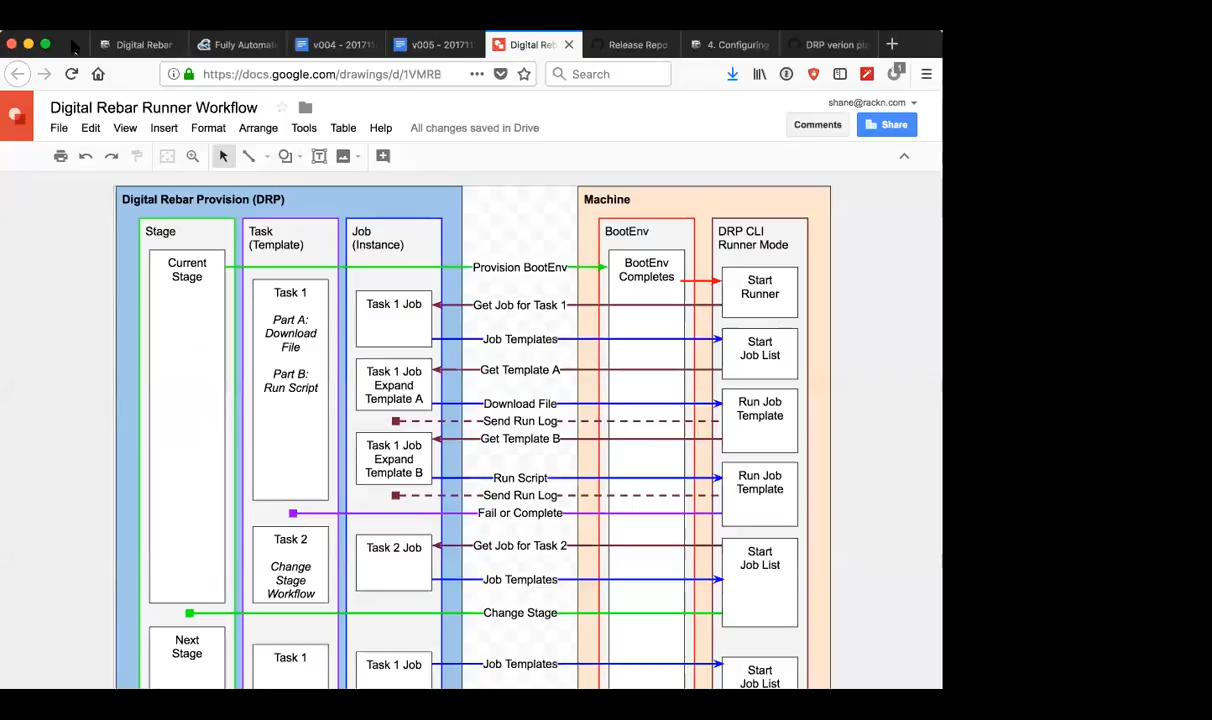 Digital Rebar
Fully Automat
v004 - 20171
v005 - 20171
Digital Reb
Release Repo
4. Configuring
DRP verion pl
https://docs.google.com/drawings/d/1VMRB
Search
1
Digital Rebar Runner Workflow
shane@rackn.com
File Edit View Insert Format Arrange Tools Table Help All changes saved in Drive
Comments
Share
Digital Rebar Provision (DRP)
Machine
Stage
Task
(Template)
Job
(Instance)
BootEnv
DRP CLI
Runner Mode
Current
Stage
Provision BootEnv
BootEnv
Completes
Start
Runner
Task 1
Part A:
Download
File
Part B:
Run Script
Task 1 Job
Get Job for Task 1
Job Templates
Start
Job List
Task 1 Job
Expand
Template A
Get Template A
Download File
Run Job
Template
Send Run Log
Task 1 Job
Expand
Template B
Get Template B
Run Script
Run Job
Template
Send Run Log
Fail or Complete
Task 2
Change
Stage
Workflow
Task 2 Job
Get Job for Task 2
Job Templates
Start
Job List
Change Stage
Next
Stage
Task 1
Task 1 Job
Job Templates
Start
Job List